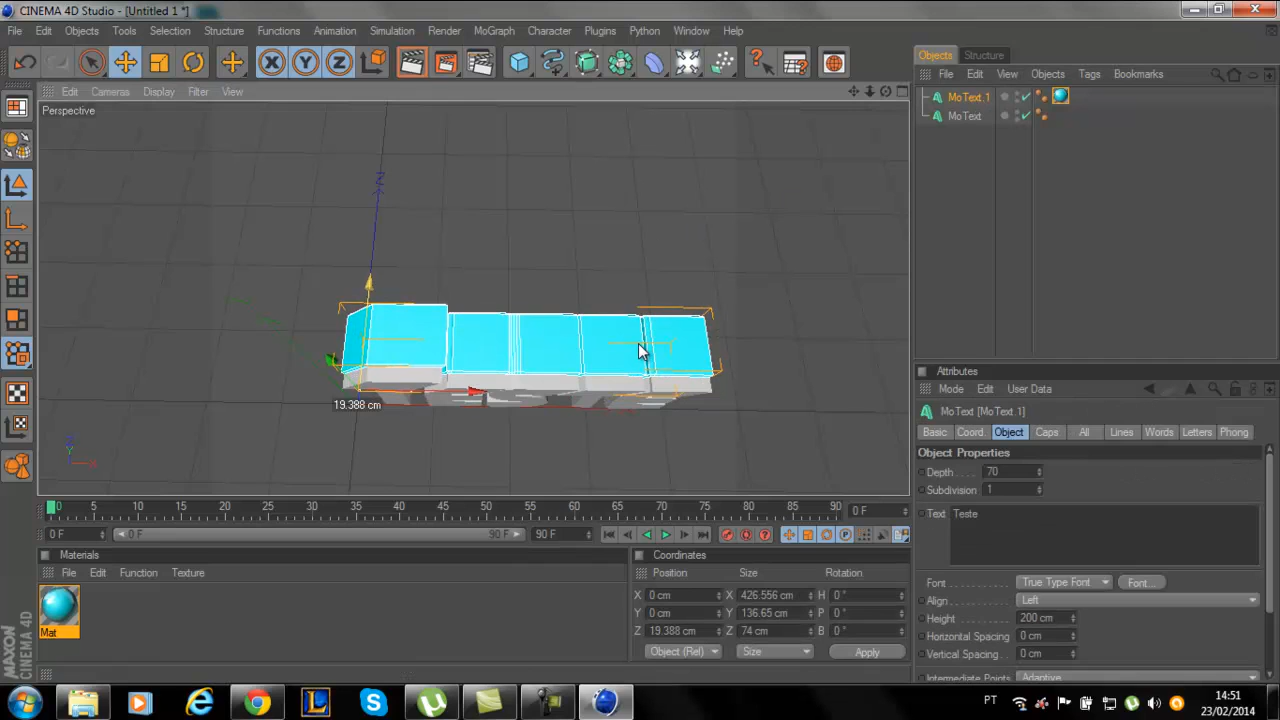 CINEMA 4D Studio - [Untitled 1 *]
File Edit Objects Tools Selection Structure Functions Animation Simulation Render MoGraph Character Plugins Python Window Help
X Y Z
Objects Structure
File Edit View Objects Tags Bookmarks
MoText.1
MoText
Edit Cameras Display Filter View
Perspective
Z
19.388 cm
Z
Y
X
Attributes
Mode Edit User Data
MoText [MoText.1]
Basic Coord Object Caps All Lines Words Letters Phong
Object Properties
Depth . . . . 70
Subdivision 1
Text Teste
Font . . . . . . True Type Font Font...
Align . . . . . . Left
Height . . . . . 200 cm
Horizontal Spacing 0 cm
Vertical Spacing . . 0 cm
Intermediate Points Adaptive
0 5 10 15 20 25 30 35 40 45 50 55 60 65 70 75 80 85 90 0 F
0 F 0 F 90 F 90 F
Materials
File Edit Function Texture
Mat
Coordinates
Position Size Rotation
X 0 cm X 426.556 cm H 0 °
Y 0 cm Y 136.65 cm P 0 °
Z 19.388 cm Z 74 cm B 0 °
Object (Rel) Size Apply
MAXON
CINEMA 4D
PT
14:51
23/02/2014